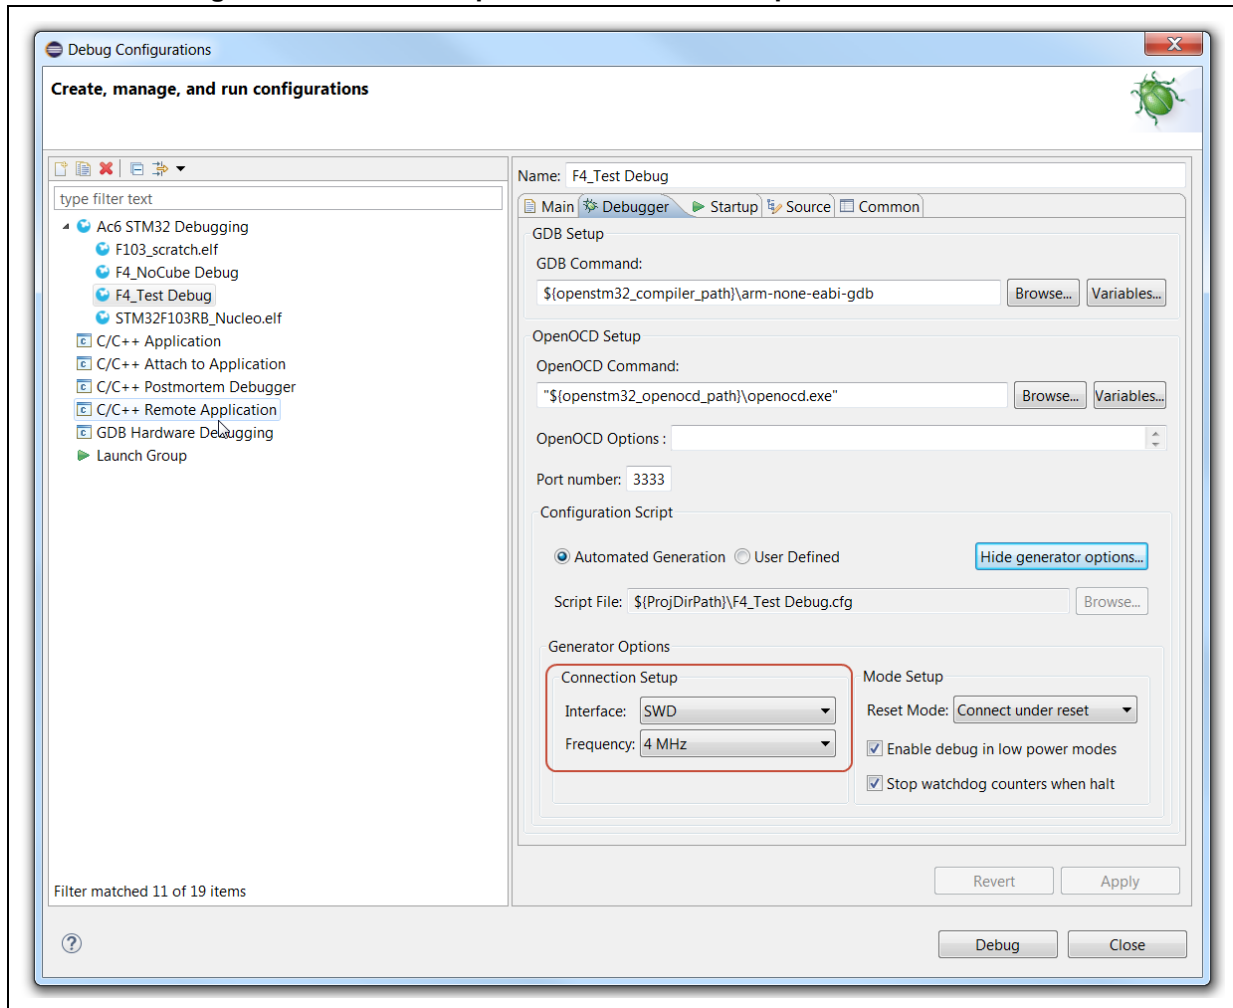 Debug Configurations
X
Create, manage, and run configurations
type filter text
Ac6 STM32 Debugging
F103_scratch.elf
F4_NoCube Debug
F4_Test Debug
STM32F103RB_Nucleo.elf
C/C++ Application
C/C++ Attach to Application
C/C++ Postmortem Debugger
C/C++ Remote Application
GDB Hardware Debugging
Launch Group
Filter matched 11 of 19 items
Name: F4_Test Debug
Main Debugger Startup Source Common
GDB Setup
GDB Command:
${openstm32_compiler_path}\arm-none-eabi-gdb Browse... Variables...
OpenOCD Setup
OpenOCD Command:
"${openstm32_openocd_path}\openocd.exe" Browse... Variables...
OpenOCD Options :
Port number: 3333
Configuration Script
Automated Generation User Defined Hide generator options...
Script File: ${ProjDirPath}\F4_Test Debug.cfg Browse...
Generator Options
Connection Setup
Interface: SWD
Frequency: 4 MHz
Mode Setup
Reset Mode: Connect under reset
Enable debug in low power modes
Stop watchdog counters when halt
Revert Apply
? Debug Close